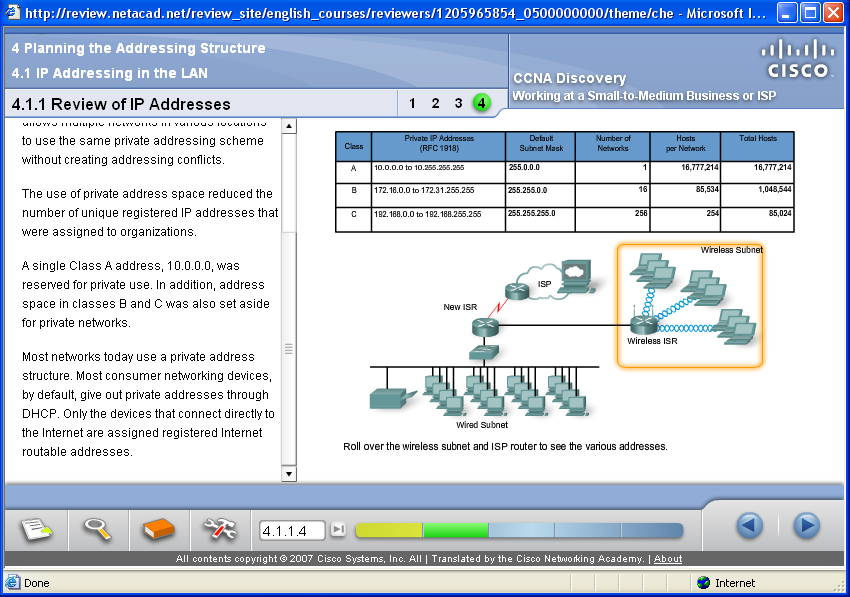 http://review.netacad.net/review_site/english_courses/reviewers/1205965854_0500000000/theme/che - Microsoft I...
4 Planning the Addressing Structure
4.1 IP Addressing in the LAN
CISCO
CCNA Discovery
Working at a Small-to-Medium Business or ISP
4.1.1 Review of IP Addresses
1 2 3 4
allows multiple networks in various locations
to use the same private addressing scheme
without creating addressing conflicts.
The use of private address space reduced the
number of unique registered IP addresses that
were assigned to organizations.
A single Class A address, 10.0.0.0, was
reserved for private use. In addition, address
space in classes B and C was also set aside
for private networks.
Most networks today use a private address
structure. Most consumer networking devices,
by default, give out private addresses through
DHCP. Only the devices that connect directly to
the Internet are assigned registered Internet
routable addresses.
Class Private IP Addresses (RFC 1918) Default Subnet Mask Number of Networks Hosts per Network Total Hosts
A 10.0.0.0 to 10.255.255.255 255.0.0.0 1 16,777,214 16,777,214
B 172.16.0.0 to 172.31.255.255 255.255.0.0 16 85,534 1,048,544
C 192.168.0.0 to 192.168.255.255 255.255.255.0 256 254 85,024
Wireless Subnet
ISP
New ISR
Wireless ISR
Wired Subnet
Roll over the wireless subnet and ISP router to see the various addresses.
4.1.1.4
All contents copyright © 2007 Cisco Systems, Inc. All | Translated by the Cisco Networking Academy. | About
Done
Internet